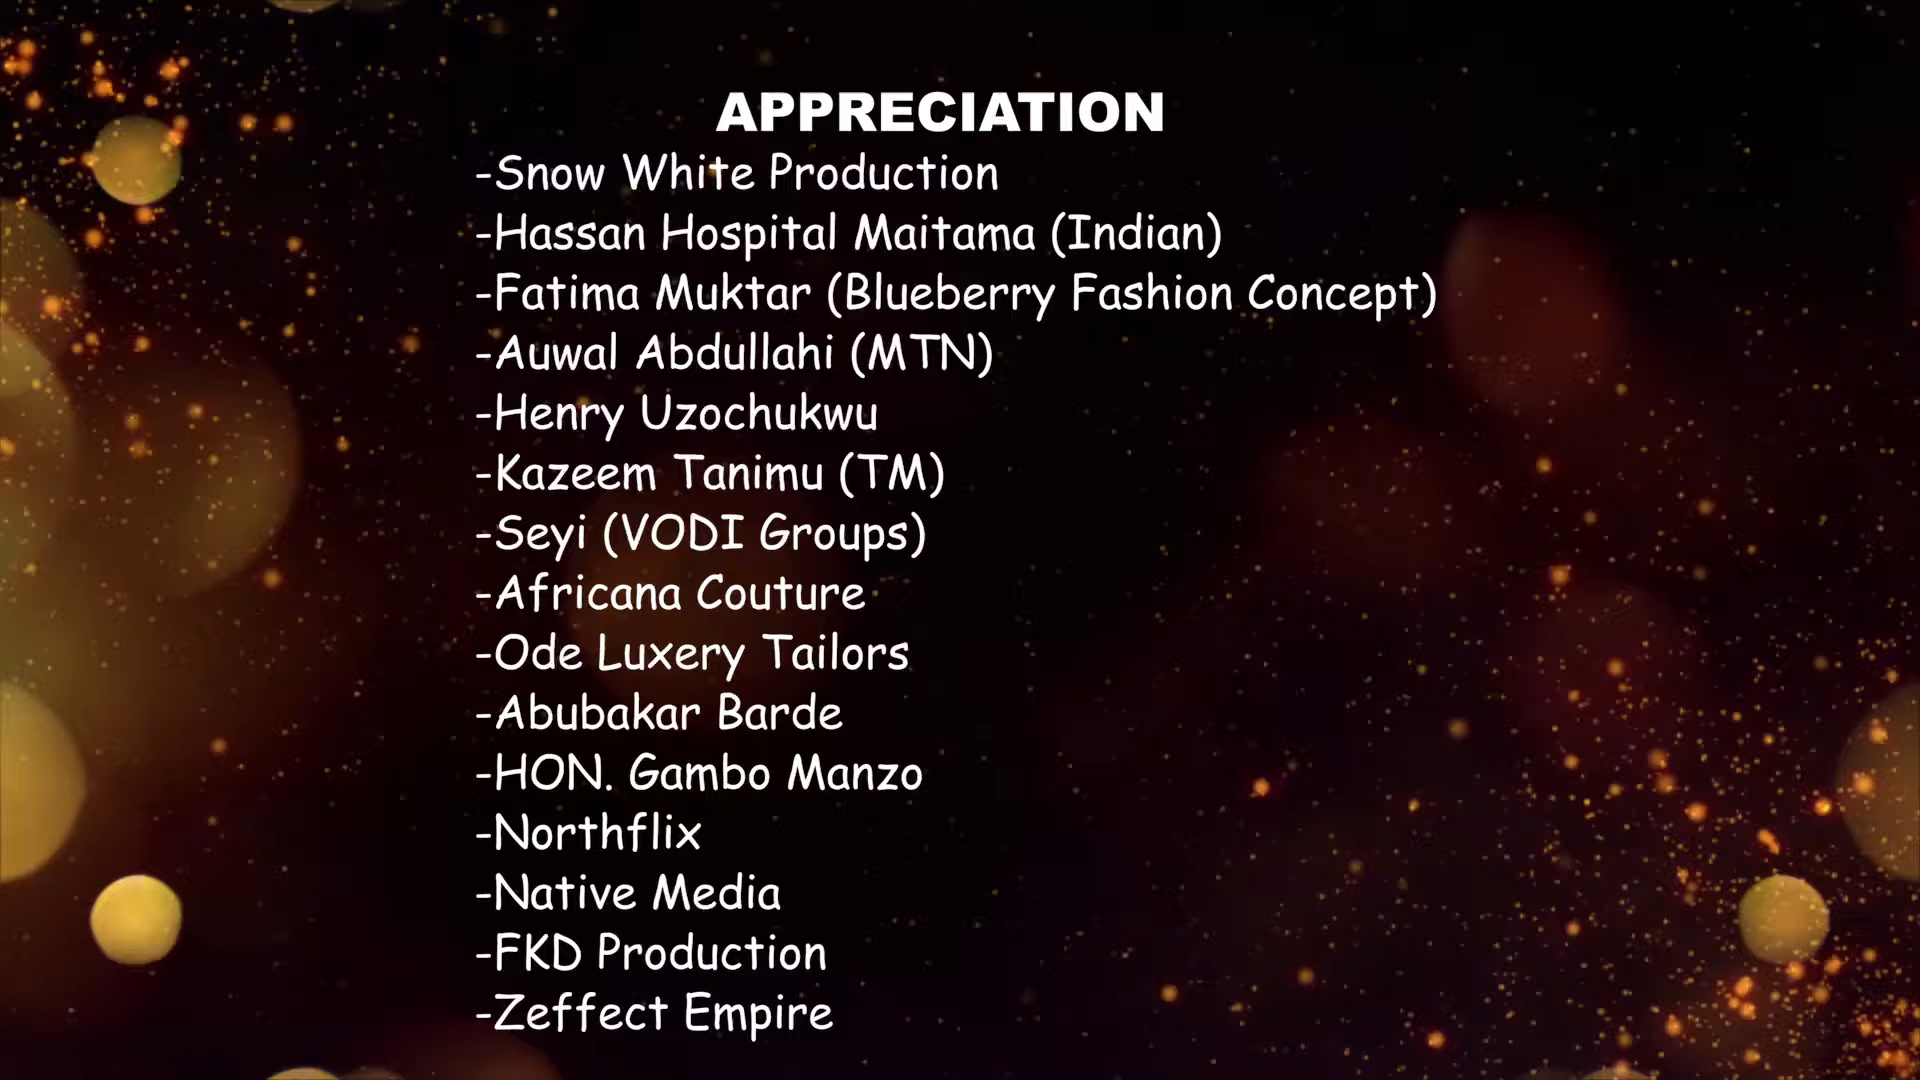 APPRECIATION
-Snow White Production
-Hassan Hospital Maitama (Indian)
-Fatima Muktar (Blueberry Fashion Concept)
-Auwal Abdullahi (MTN)
-Henry Uzochukwu
-Kazeem Tanimu (TM)
-Seyi (VODI Groups)
-Africana Couture
-Ode Luxery Tailors
-Abubakar Barde
-HON. Gambo Manzo
-Northflix
-Native Media
-FKD Production
-Zeffect Empire